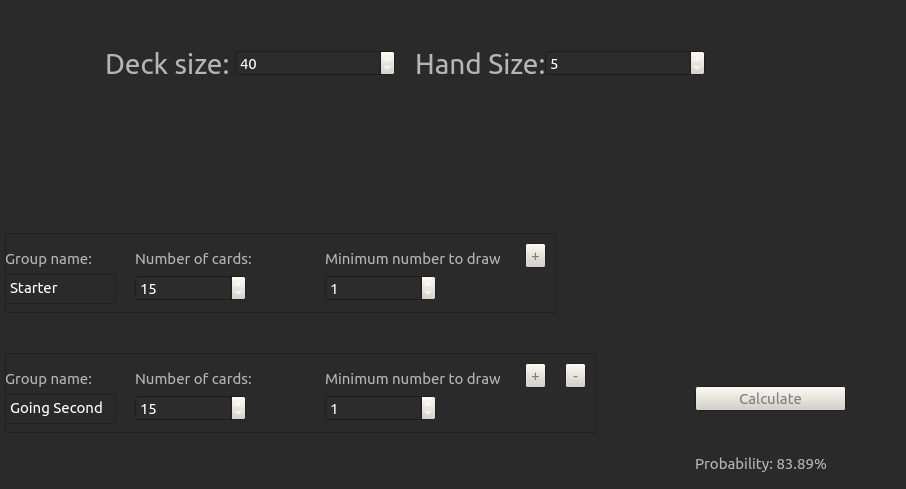 Deck size: 40 Hand Size: 5
Group name: Number of cards: Minimum number to draw +
Starter 15 1
Group name: Number of cards: Minimum number to draw + -
Going Second 15 1
Calculate
Probability: 83.89%